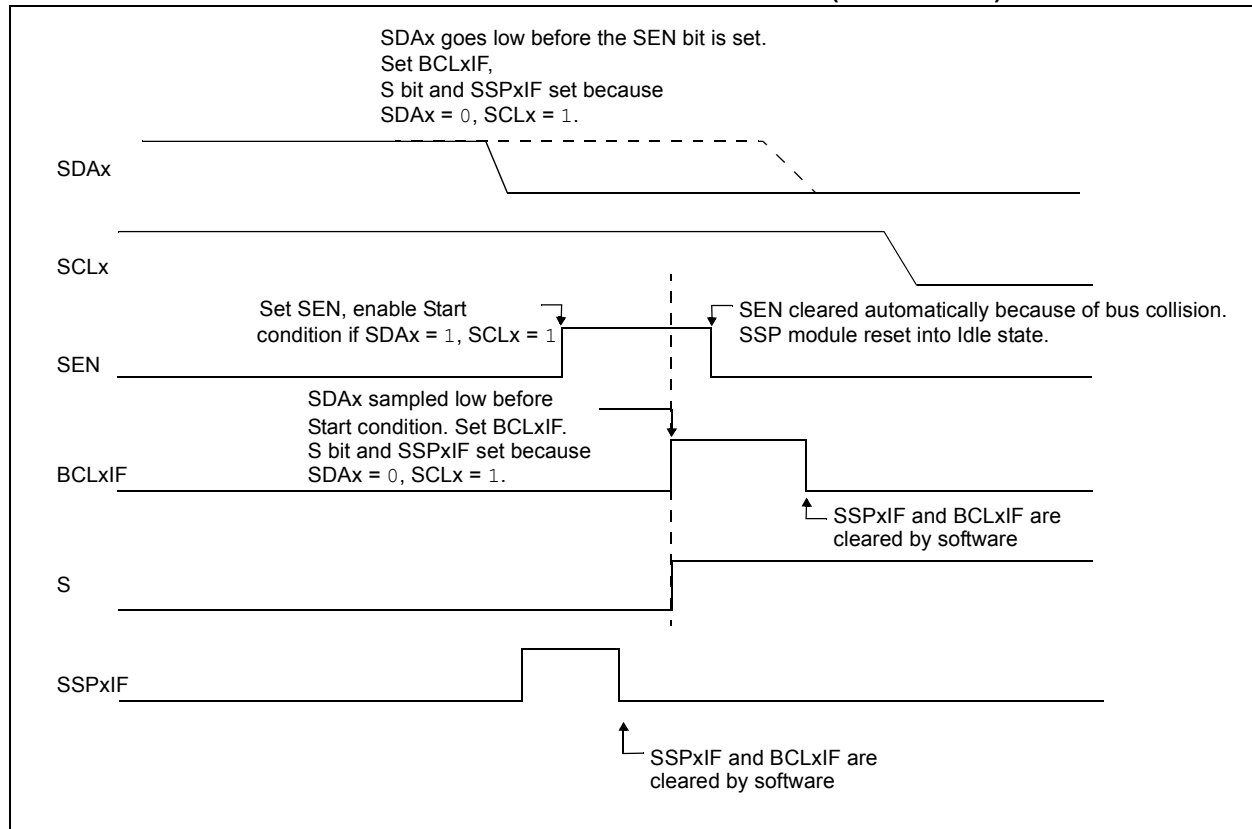 SDAx goes low before the SEN bit is set.
Set BCLxIF,
S bit and SSPxIF set because
SDAx = 0, SCLx = 1.
SDAx
SCLx
Set SEN, enable Start
condition if SDAx = 1, SCLx = 1
SEN cleared automatically because of bus collision.
SSP module reset into Idle state.
SEN
SDAx sampled low before
Start condition. Set BCLxIF.
S bit and SSPxIF set because
SDAx = 0, SCLx = 1.
BCLxIF
SSPxIF and BCLxIF are
cleared by software
S
SSPxIF
SSPxIF and BCLxIF are
cleared by software